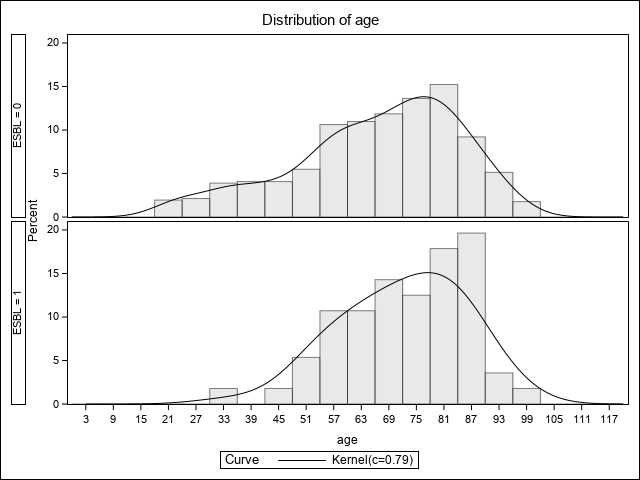 Distribution of age
ESBL = 0
20
15
10
5
0
Percent
ESBL = 1
20
15
10
5
0
3 9 15 21 27 33 39 45 51 57 63 69 75 81 87 93 99 105 111 117
age
Curve Kernel(c=0.79)